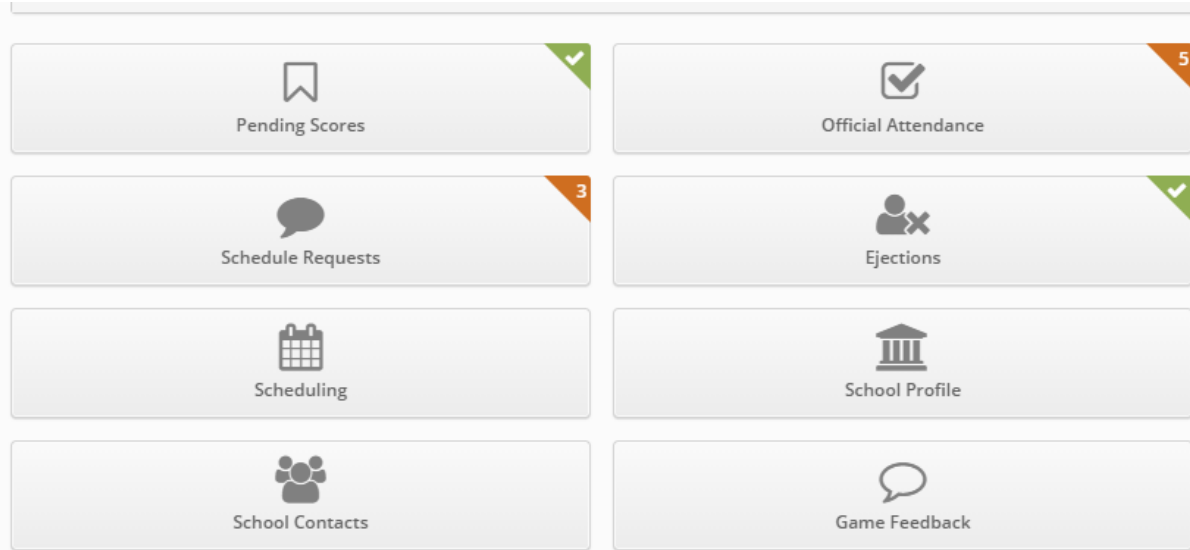 Pending Scores
5
Official Attendance
3
Schedule Requests
Ejections
Scheduling
School Profile
School Contacts
Game Feedback